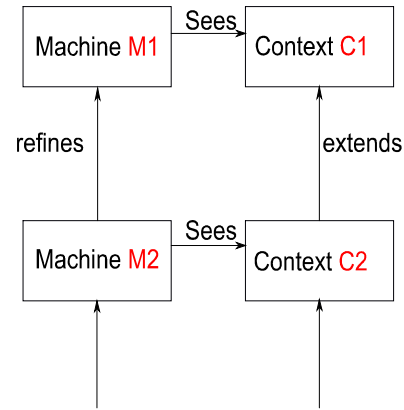 Sees
Machine M1
Context C1
refines
extends
Sees
Machine M2
Context C2